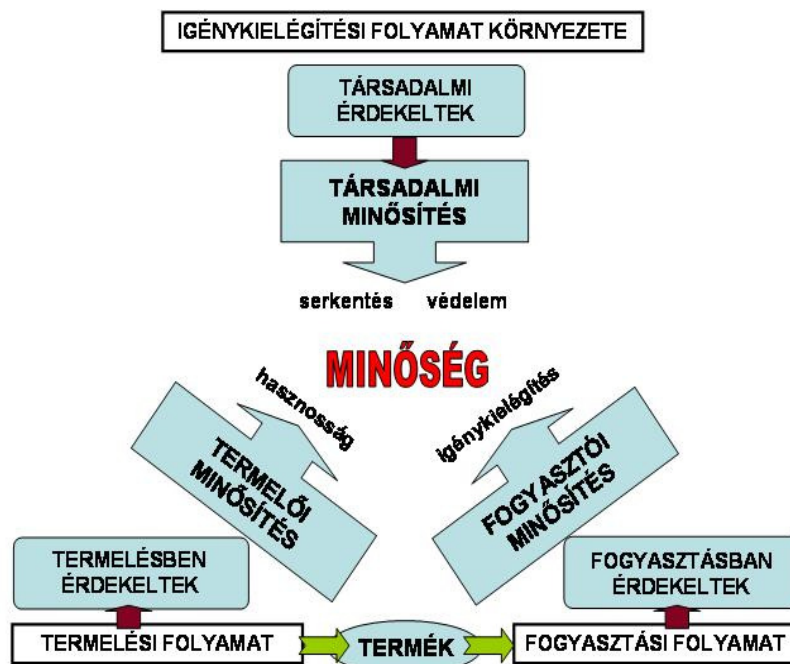 IGÉNYKIELÉGÍTÉSI FOLYAMAT KÖRNYEZETE
TÁRSADALMI
ÉRDEKELTEK
TÁRSADALMI
MINŐSÍTÉS
serkentés védelem
MINŐSÉG
hasznosság
igénykielégítés
TERMELŐI
MINŐSÍTÉS
FOGYASZTÓI
MINŐSÍTÉS
TERMELÉSBEN
ÉRDEKELTEK
FOGYASZTÁSBAN
ÉRDEKELTEK
TERMELÉSI FOLYAMAT
TERMÉK
FOGYASZTÁSI FOLYAMAT